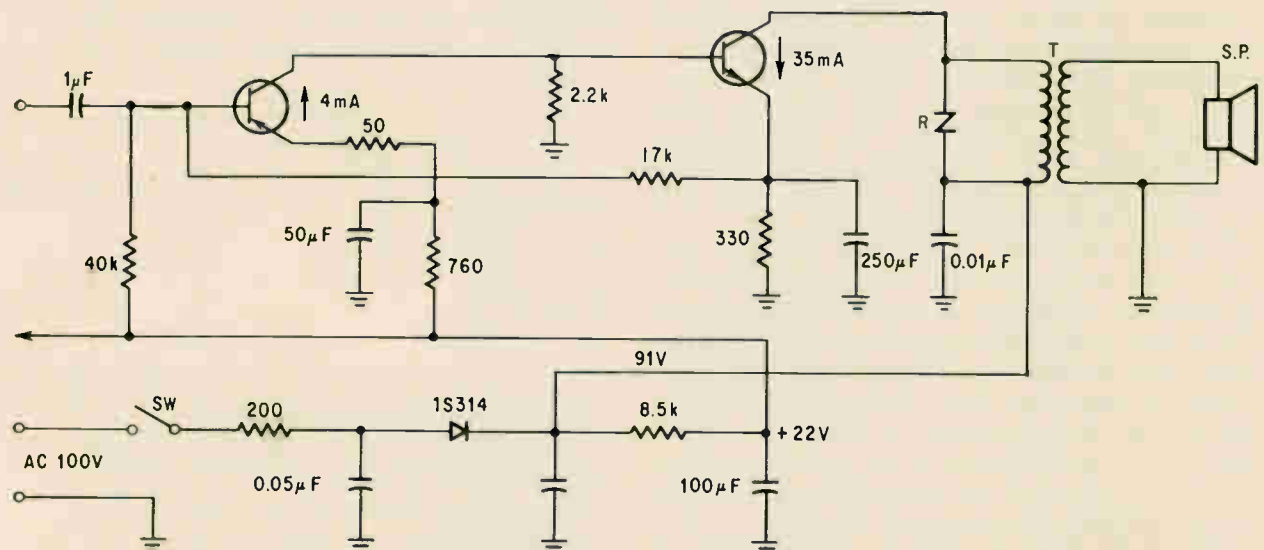 T
S.P.
1μF
4mA
2.2k
35mA
R
50
17k
40k
50μF
760
330
250μF
0.01μF
91V
SW
200
1S314
8.5k
+22V
AC 100V
0.05μF
100μF